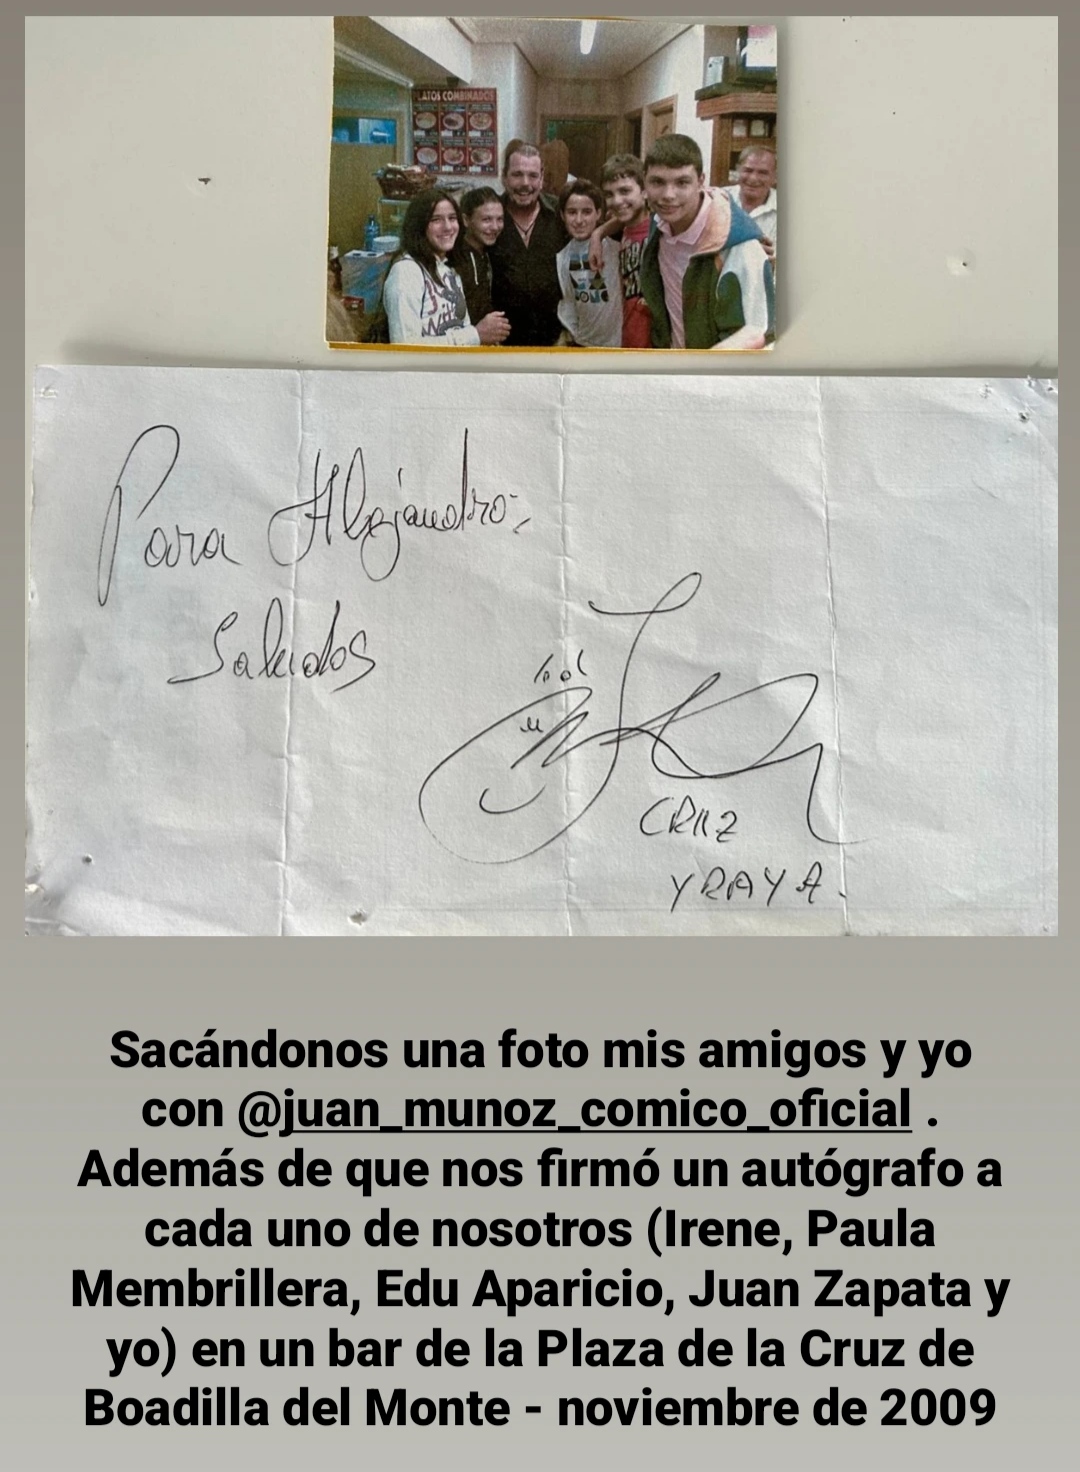 PLATOS COMBINADOS
Para Alejandro:
Saludos
CRUZ
Y RAYA.
Sacándonos una foto mis amigos y yo
con @juan_munoz_comico_oficial .
Además de que nos firmó un autógrafo a
cada uno de nosotros (Irene, Paula
Membrillera, Edu Aparicio, Juan Zapata y
yo) en un bar de la Plaza de la Cruz de
Boadilla del Monte - noviembre de 2009